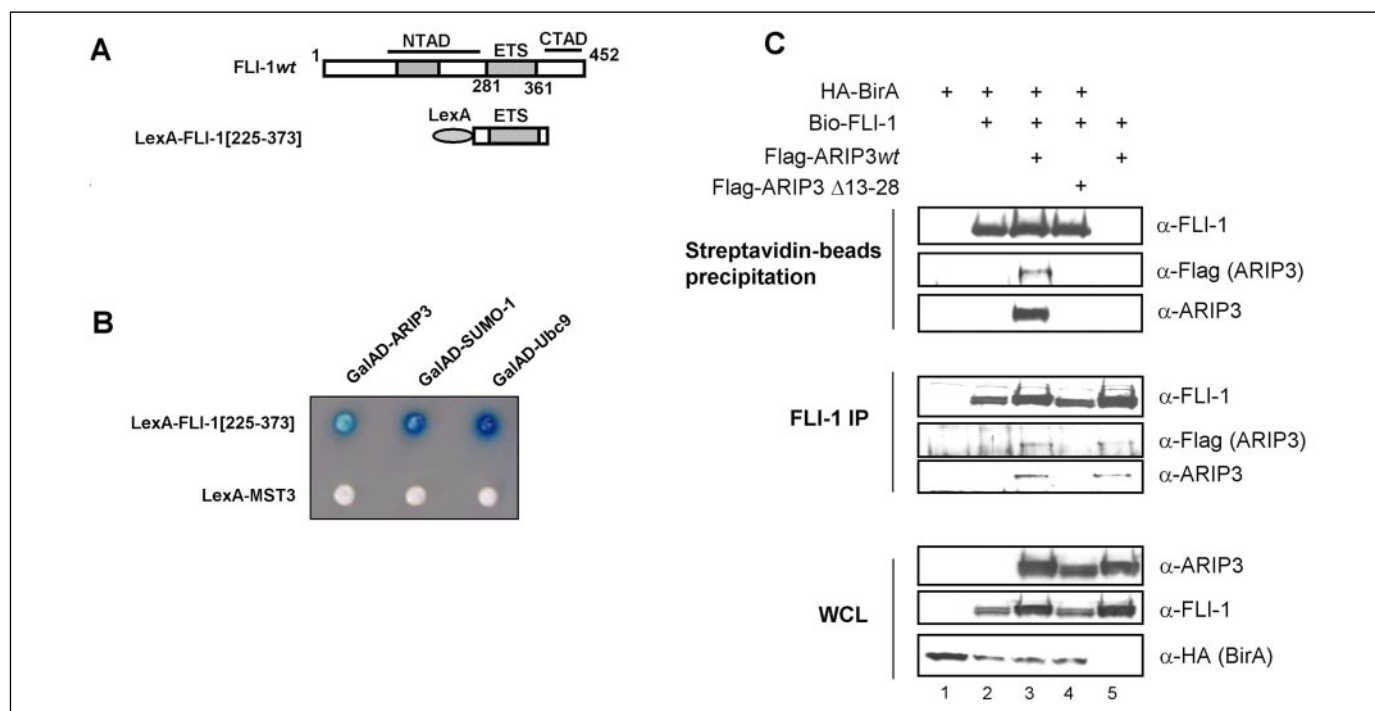 A
NTAD
ETS
CTAD
1
452
FLI-1wt
281
361
LexA
ETS
LexA-FLI-1[225-373]
B
GalAD-ARIP3
GalAD-SUMO-1
GalAD-Ubc9
LexA-FLI-1[225-373]
LexA-MST3
C
HA-BirA + + + +
Bio-FLI-1 + + + +
Flag-ARIP3wt + +
Flag-ARIP3 Δ13-28 +
Streptavidin-beads
precipitation
α-FLI-1
α-Flag (ARIP3)
α-ARIP3
FLI-1 IP
α-FLI-1
α-Flag (ARIP3)
α-ARIP3
WCL
α-ARIP3
α-FLI-1
α-HA (BirA)
1 2 3 4 5